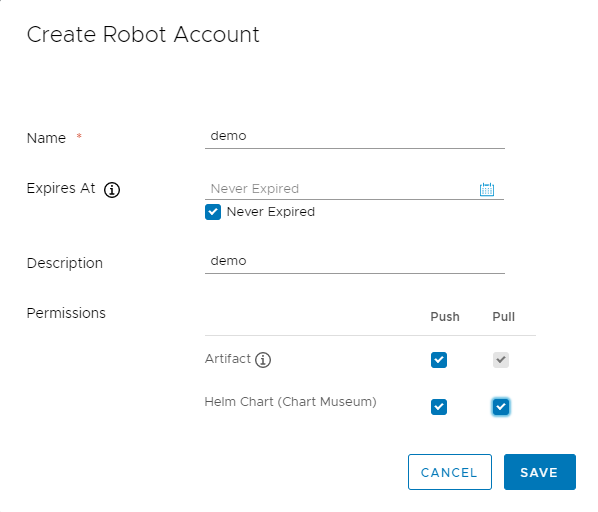 Create Robot Account
Name * demo
Expires At Never Expired
Never Expired
Description demo
Permissions Push Pull
Artifact
Helm Chart (Chart Museum)
CANCEL SAVE